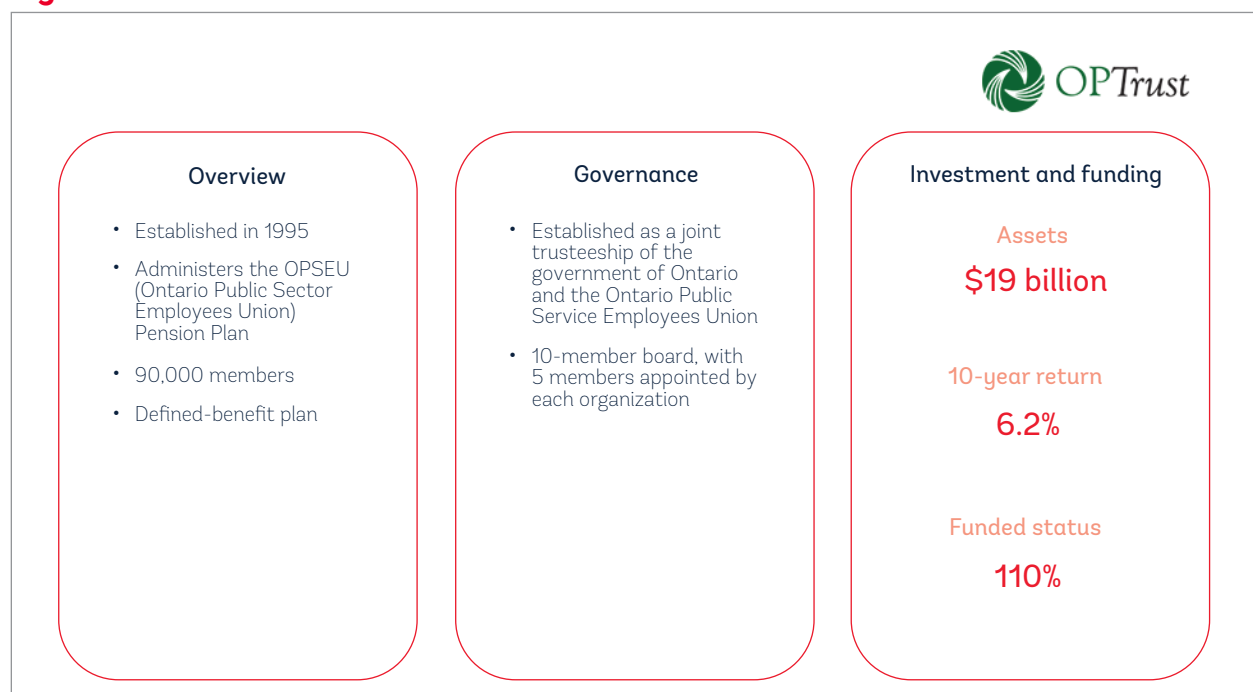 OPTrust
Overview
• Established in 1995
• Administers the OPSEU
(Ontario Public Sector
Employees Union)
Pension Plan
• 90,000 members
• Defined-benefit plan
Governance
• Established as a joint
trusteeship of the
government of Ontario
and the Ontario Public
Service Employees Union
• 10-member board, with
5 members appointed by
each organization
Investment and funding
Assets
$19 billion
10-year return
6.2%
Funded status
110%